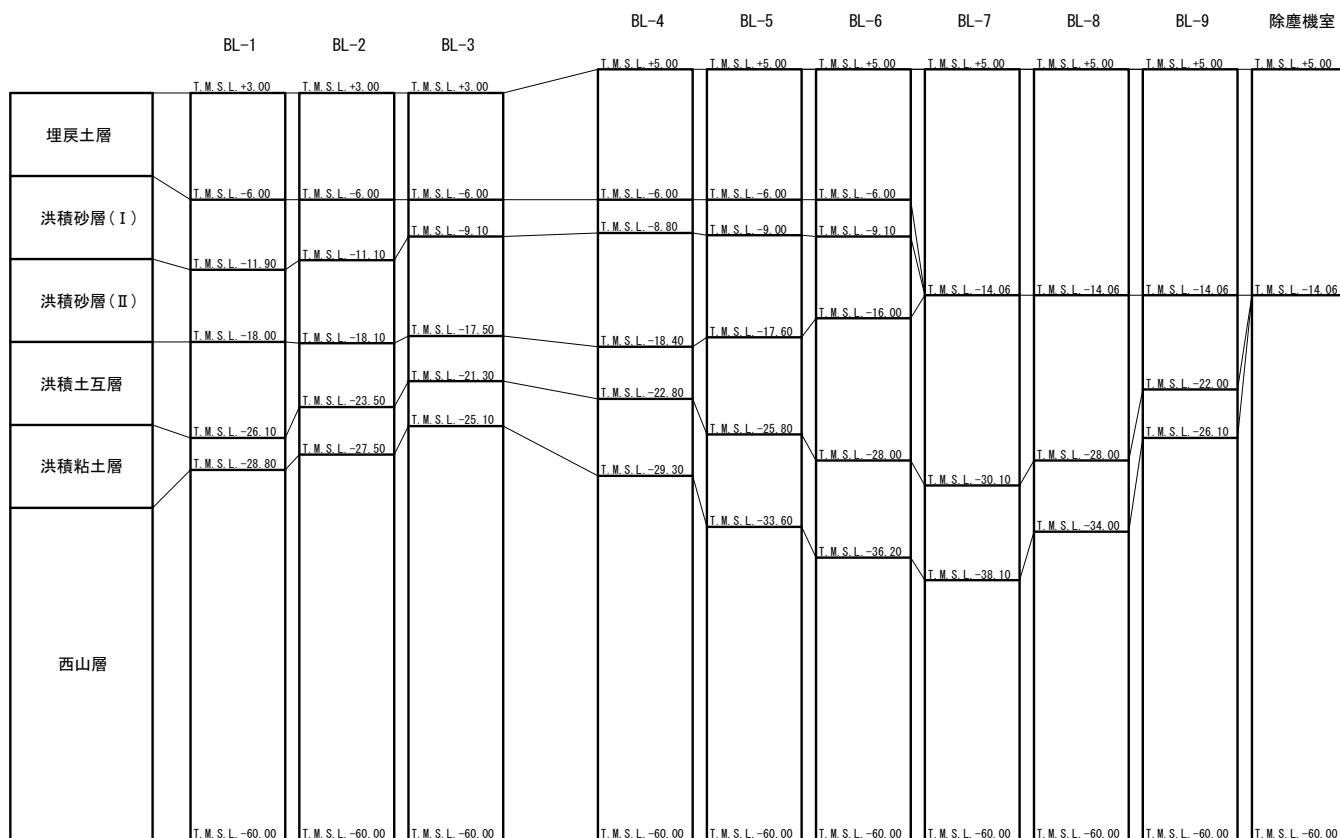 BL-4 BL-5 BL-6 BL-7 BL-8 BL-9 除塵機室
BL-1 BL-2 BL-3
T.M.S.L.+5.00 T.M.S.L.+5.00 T.M.S.L.+5.00 T.M.S.L.+5.00 T.M.S.L.+5.00 T.M.S.L.+5.00 T.M.S.L.+5.00
T.M.S.L.+3.00 T.M.S.L.+3.00 T.M.S.L.+3.00
埋戻土層
T.M.S.L.-6.00 T.M.S.L.-6.00 T.M.S.L.-6.00 T.M.S.L.-6.00 T.M.S.L.-6.00 T.M.S.L.-6.00
洪積砂層(Ⅰ)
T.M.S.L.-9.10 T.M.S.L.-8.80 T.M.S.L.-9.00 T.M.S.L.-9.10
T.M.S.L.-11.90 T.M.S.L.-11.10
T.M.S.L.-14.06 T.M.S.L.-14.06 T.M.S.L.-14.06 T.M.S.L.-14.06
洪積砂層(Ⅱ)
T.M.S.L.-16.00
T.M.S.L.-18.00 T.M.S.L.-18.10 T.M.S.L.-17.50 T.M.S.L.-18.40 T.M.S.L.-17.60
洪積土互層
T.M.S.L.-23.50 T.M.S.L.-21.30 T.M.S.L.-22.80 T.M.S.L.-22.00
T.M.S.L.-26.10 T.M.S.L.-25.10 T.M.S.L.-25.80 T.M.S.L.-26.10
洪積粘土層
T.M.S.L.-28.80 T.M.S.L.-27.50 T.M.S.L.-29.30 T.M.S.L.-28.00 T.M.S.L.-30.10 T.M.S.L.-28.00
T.M.S.L.-33.60 T.M.S.L.-34.00
T.M.S.L.-36.20 T.M.S.L.-38.10
西山層
T.M.S.L.-60.00 T.M.S.L.-60.00 T.M.S.L.-60.00 T.M.S.L.-60.00 T.M.S.L.-60.00 T.M.S.L.-60.00 T.M.S.L.-60.00 T.M.S.L.-60.00 T.M.S.L.-60.00 T.M.S.L.-60.00